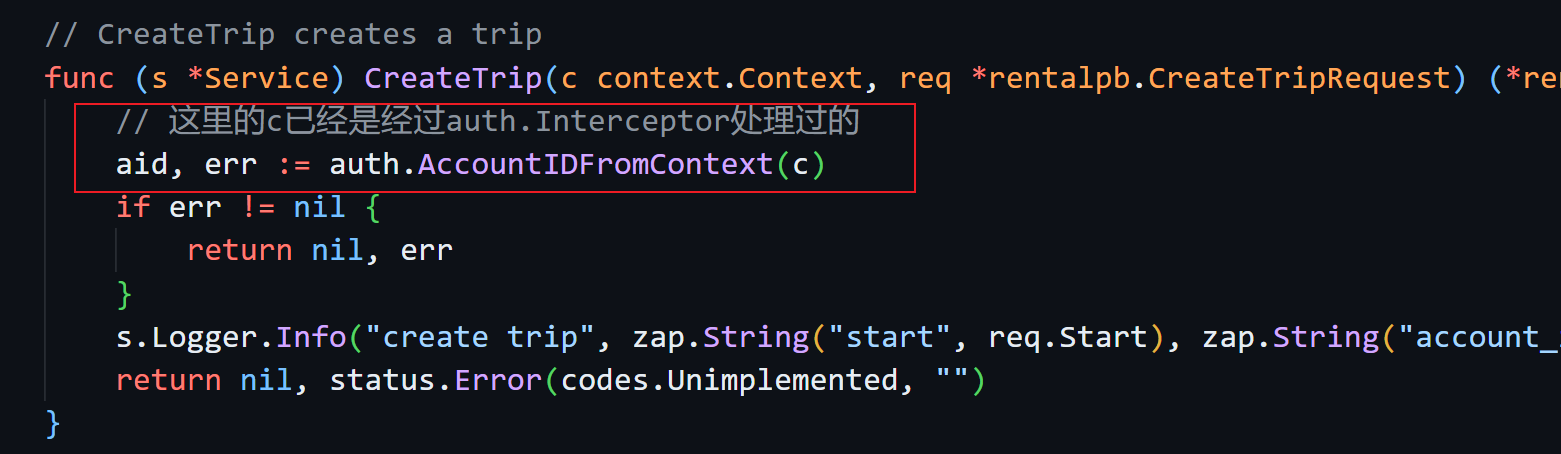 // CreateTrip creates a trip
func (s *Service) CreateTrip(c context.Context, req *rentalpb.CreateTripRequest) (*ren
// 这里的c已经是经过auth.Interceptor处理过的
aid, err := auth.AccountIDFromContext(c)
if err != nil {
return nil, err
}
s.Logger.Info("create trip", zap.String("start", req.Start), zap.String("account_
return nil, status.Error(codes.Unimplemented, "")
}